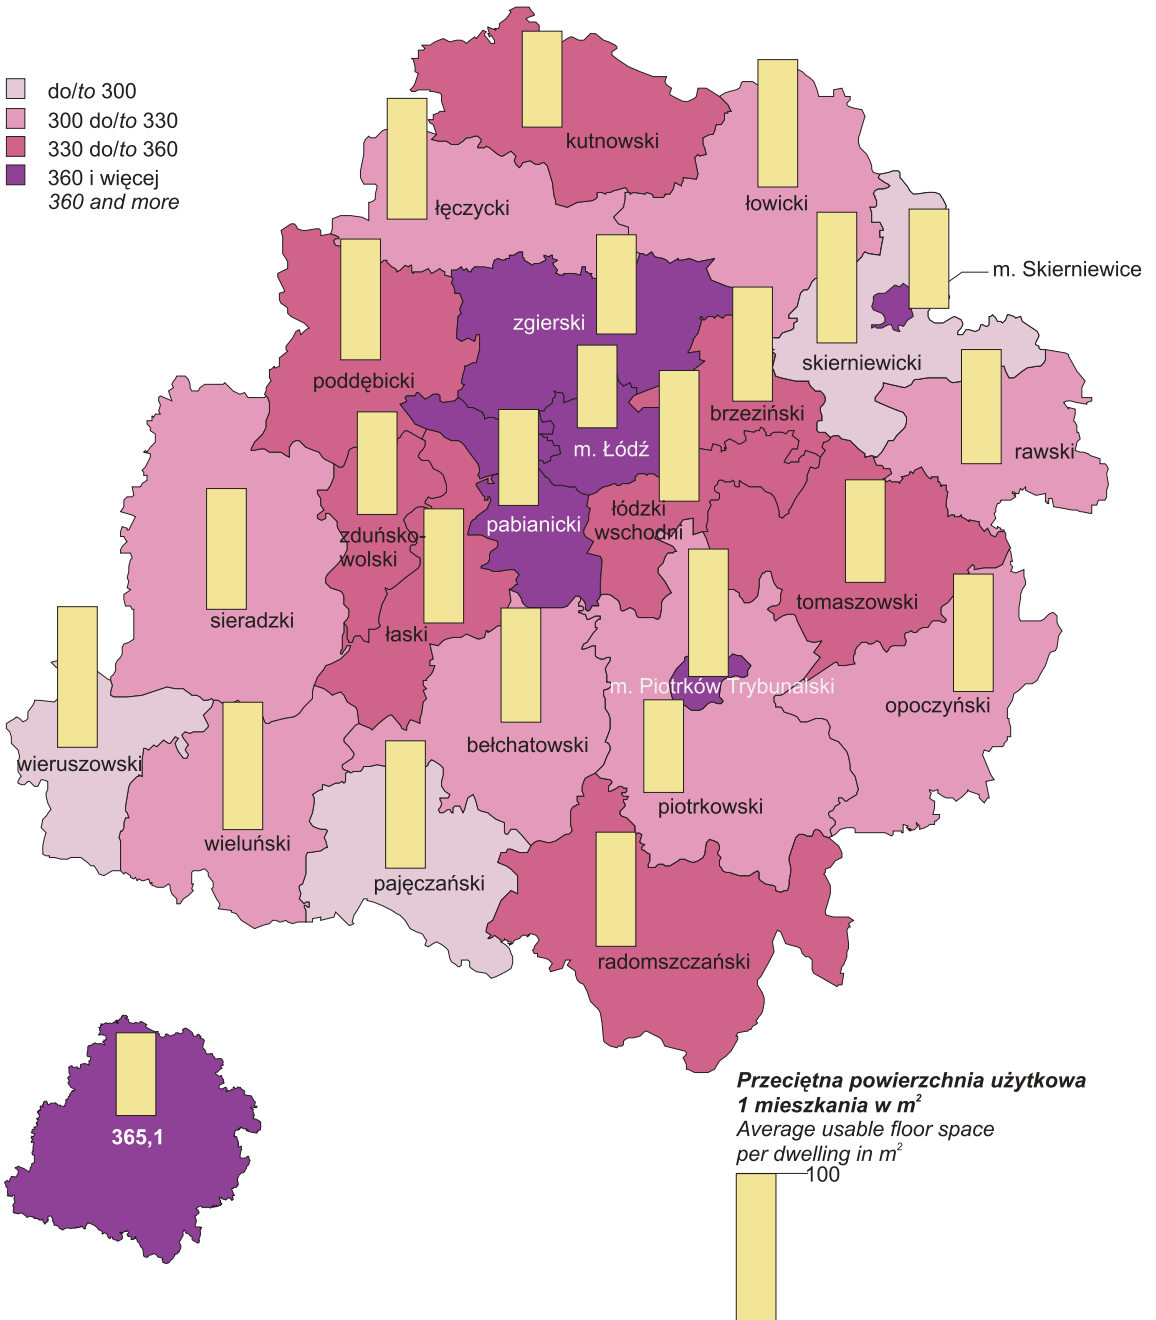 do/to 300
300 do/to 330
330 do/to 360
360 i więcej
360 and more
kutnowski
łęczycki
łowicki
m. Skierniewice
zgierski
skierniewicki
poddębicki
brzeziński
m. Łódź
rawski
łódzki
wschodni
pabianicki
zduńsko-
wolski
sieradzki
łaski
tomaszowski
m. Piotrków Trybunalski
opoczyński
bełchatowski
wieruszowski
piotrkowski
wieluński
pajęczański
radomszczański
365,1
Przeciętna powierzchnia użytkowa
1 mieszkania w m²
Average usable floor space
per dwelling in m²
100